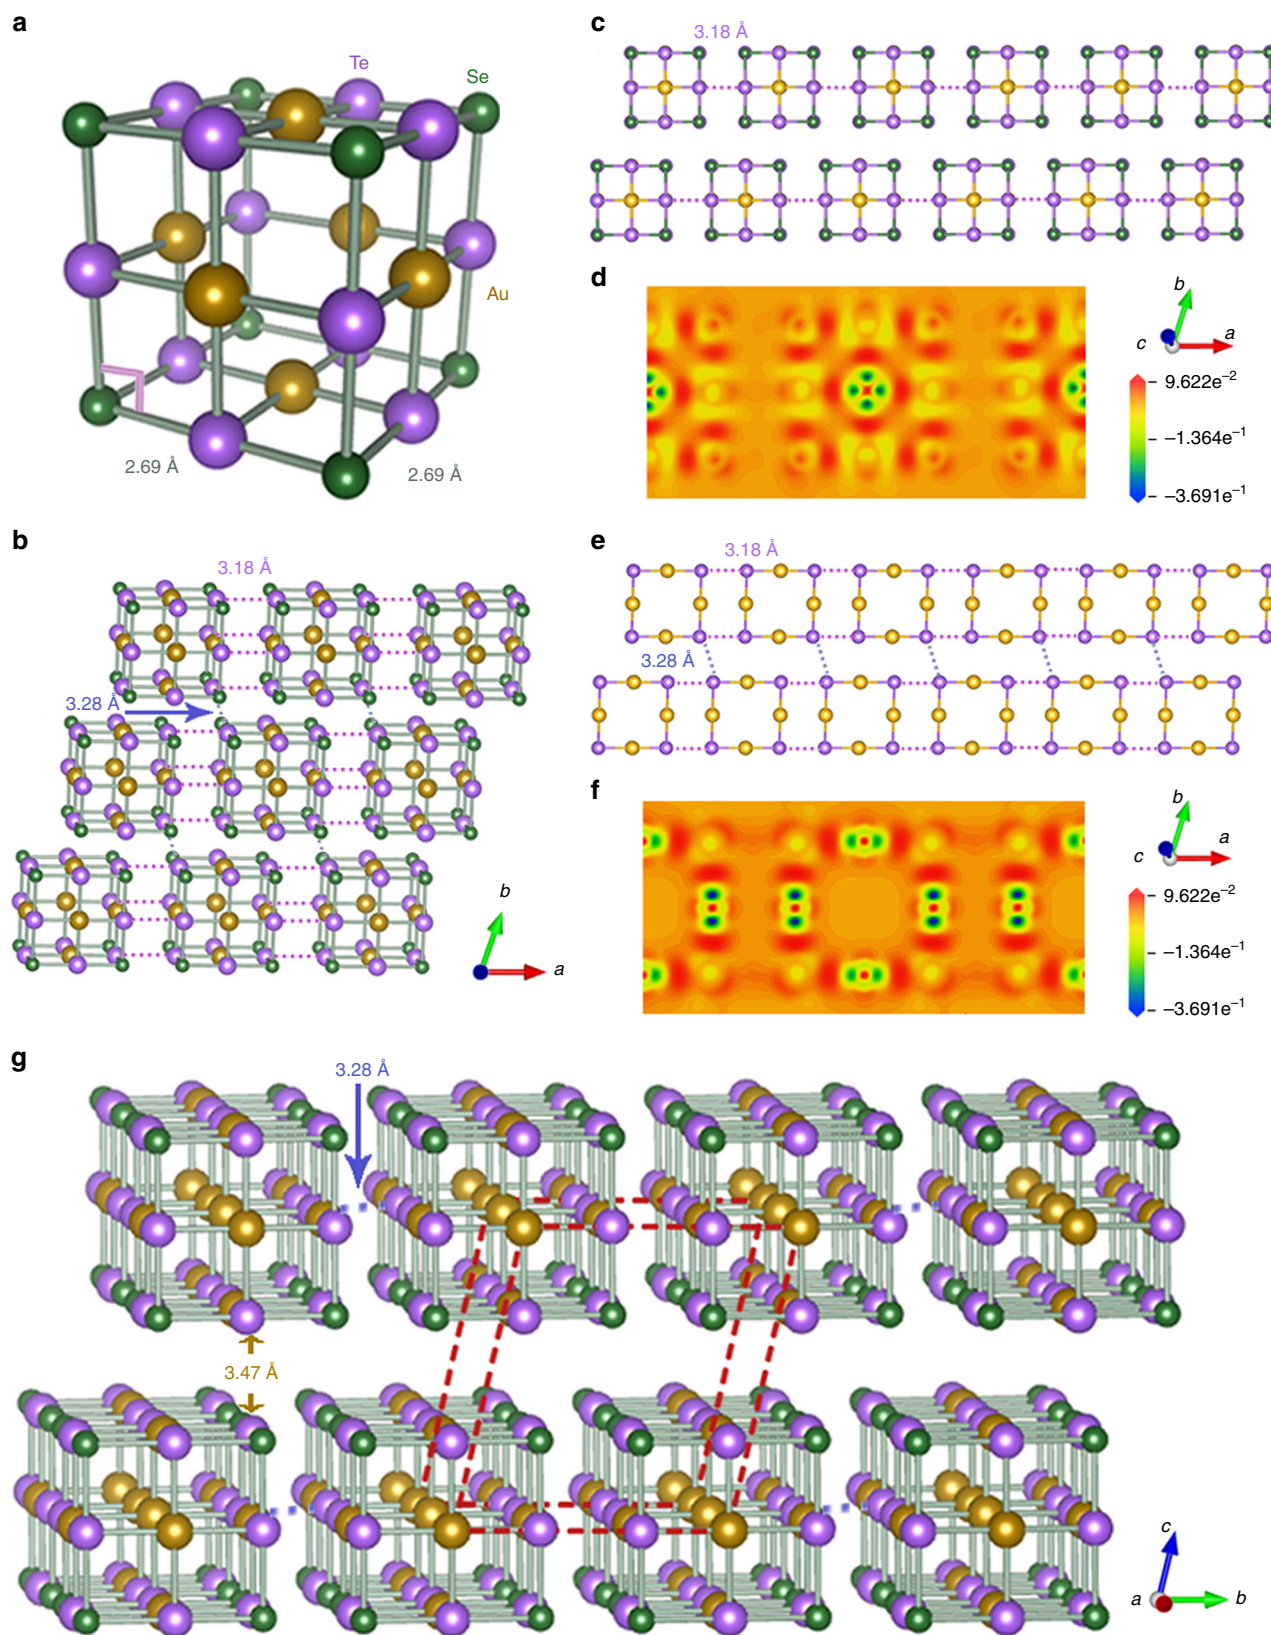 a
Te
Se
Au
2.69 Å
2.69 Å
b
3.18 Å
3.28 Å
b
a
c
3.18 Å
d
b
c
a
9.622e⁻²
−1.364e⁻¹
−3.691e⁻¹
e
3.18 Å
3.28 Å
f
b
c
a
9.622e⁻²
−1.364e⁻¹
−3.691e⁻¹
g
3.28 Å
3.47 Å
c
a
b